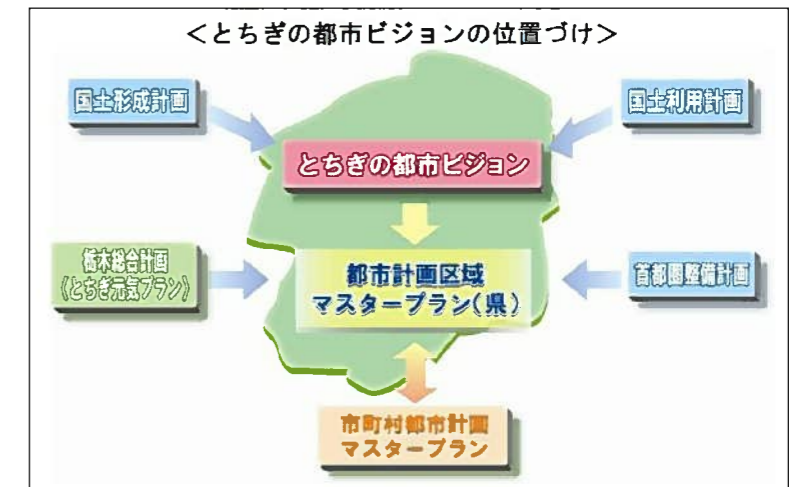 <とちぎの都市ビジョンの位置づけ>
国土形成計画
国土利用計画
とちぎの都市ビジョン
栃木総合計画
《とちぎ元気プラン》
都市計画区域
マスタープラン(県)
首都圏整備計画
市町村都市計画
マスタープラン